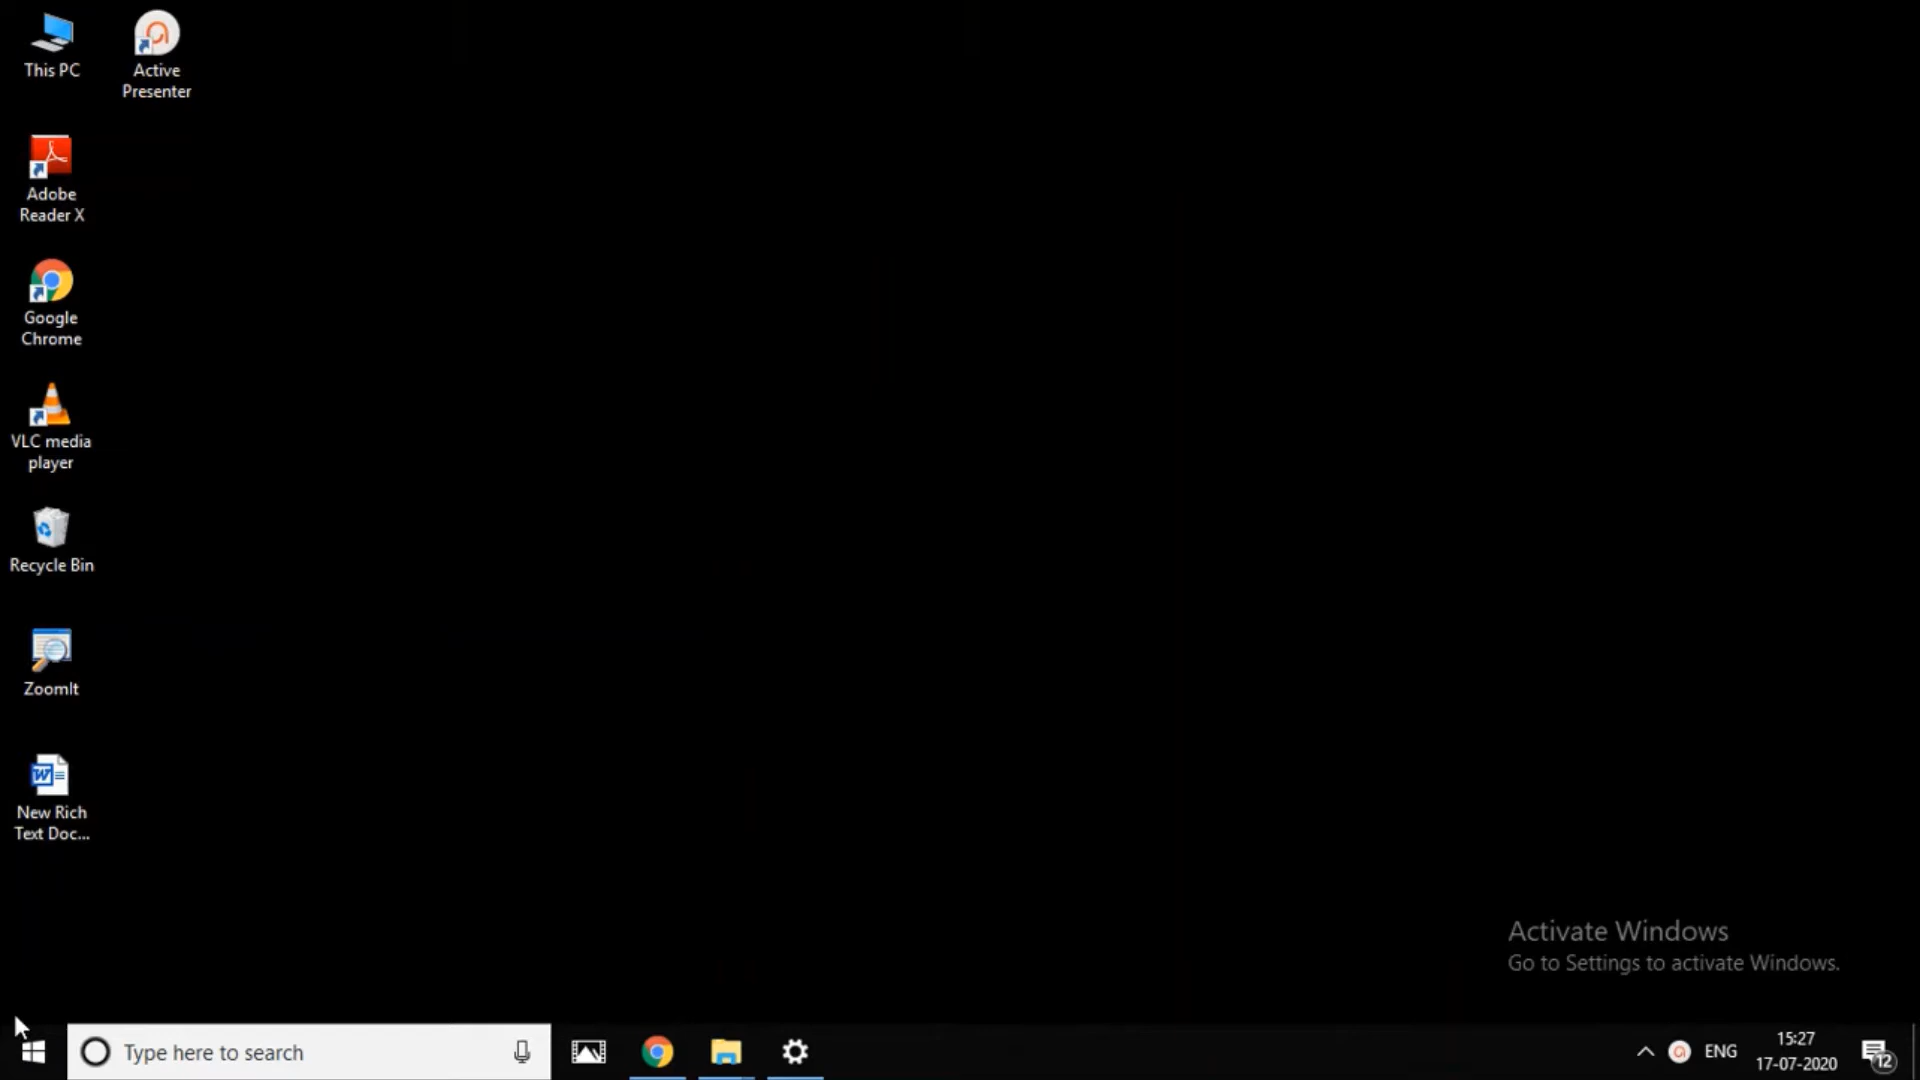 This PC
Active
Presenter
Adobe
Reader X
Google
Chrome
VLC media
player
Recycle Bin
ZoomIt
New Rich
Text Doc...
Activate Windows
Go to Settings to activate Windows.
Type here to search
ENG
15:27
17-07-2020
12